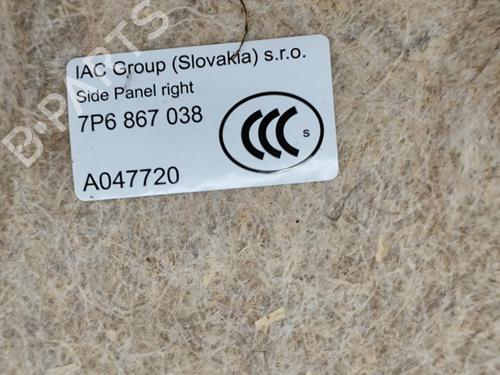 B-PARTS
IAC Group (Slovakia) s.r.o.
Side Panel right
7P6 867 038
CCC S
A047720